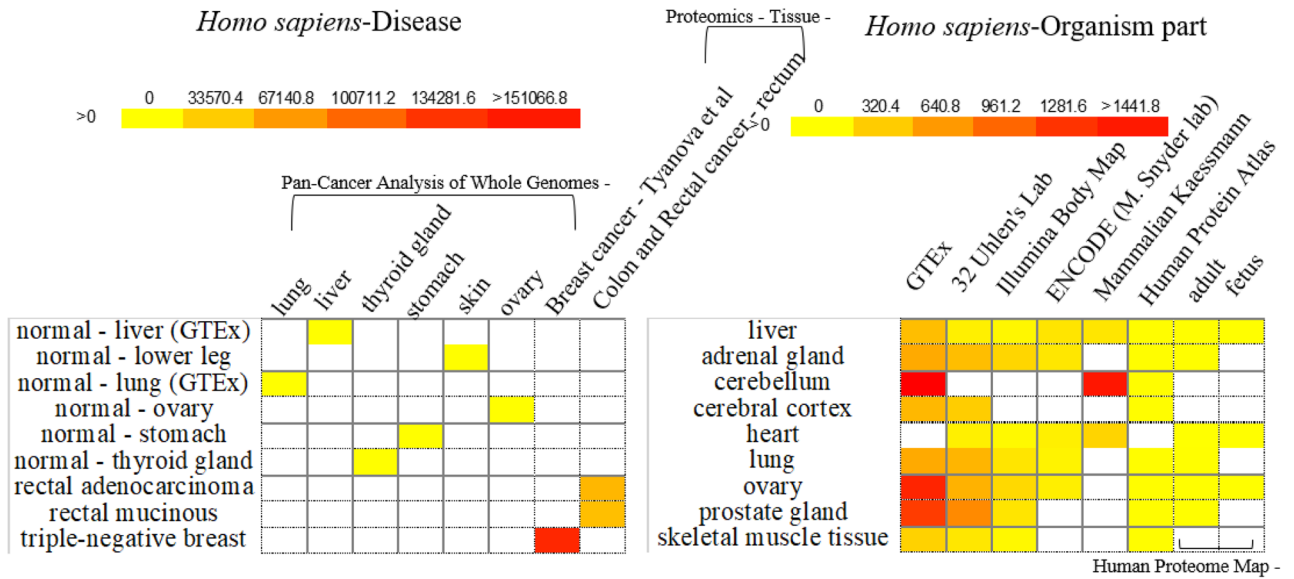 Homo sapiens-Disease
>0
0 33570.4 67140.8 100711.2 134281.6 >151066.8
Pan-Cancer Analysis of Whole Genomes -
Proteomics - Tissue -
lung
liver
thyroid gland
stomach
skin
ovary
Breast cancer - Tyanova et al
Colon and Rectal cancer - rectum
normal - liver (GTEx)
normal - lower leg
normal - lung (GTEx)
normal - ovary
normal - stomach
normal - thyroid gland
rectal adenocarcinoma
rectal mucinous
triple-negative breast
Homo sapiens-Organism part
>0
0 320.4 640.8 961.2 1281.6 >1441.8
GTEx
32 Uhlen's Lab
Illumina Body Map
ENCODE (M. Snyder lab)
Mammalian Kaessmann
Human Protein Atlas
adult
fetus
liver
adrenal gland
cerebellum
cerebral cortex
heart
lung
ovary
prostate gland
skeletal muscle tissue
Human Proteome Map -